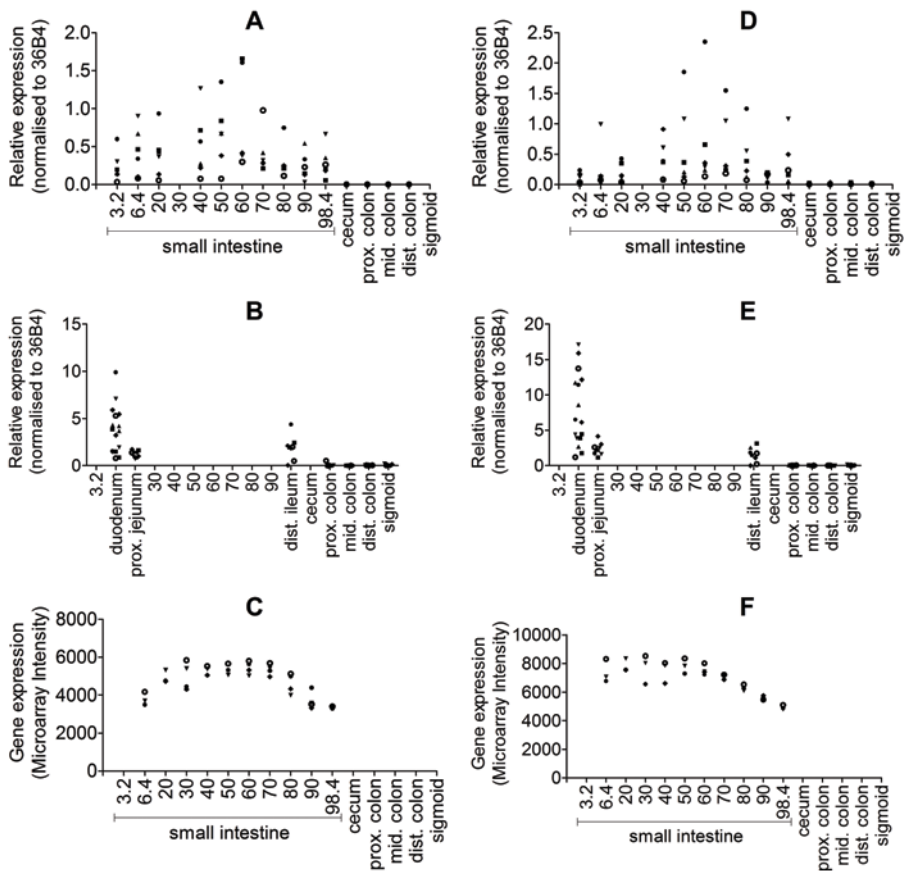 A
Relative expression
(normalised to 36B4)
2.0
1.5
1.0
0.5
0.0
3.2
6.4
20
30
40
50
60
70
80
90
98.4
cecum
prox. colon
mid. colon
dist. colon
sigmoid
small intestine
D
Relative expression
(normalised to 36B4)
2.5
2.0
1.5
1.0
0.5
0.0
3.2
6.4
20
30
40
50
60
70
80
90
98.4
cecum
prox. colon
mid. colon
dist. colon
sigmoid
small intestine
B
Relative expression
(normalised to 36B4)
15
10
5
0
3.2
duodenum
prox. jejunum
30
40
50
60
70
80
90
dist. ileum
cecum
prox. colon
mid. colon
dist. colon
sigmoid
E
Relative expression
(normalised to 36B4)
20
15
10
5
0
3.2
duodenum
prox. jejunum
30
40
50
60
70
80
90
dist. ileum
cecum
prox. colon
mid. colon
dist. colon
sigmoid
C
Gene expression
(Microarray Intensity)
8000
6000
4000
2000
0
3.2
6.4
20
30
40
50
60
70
80
90
98.4
cecum
prox. colon
mid. colon
dist. colon
sigmoid
small intestine
F
Gene expression
(Microarray Intensity)
10000
8000
6000
4000
2000
0
3.2
6.4
20
30
40
50
60
70
80
90
98.4
cecum
prox. colon
mid. colon
dist. colon
sigmoid
small intestine